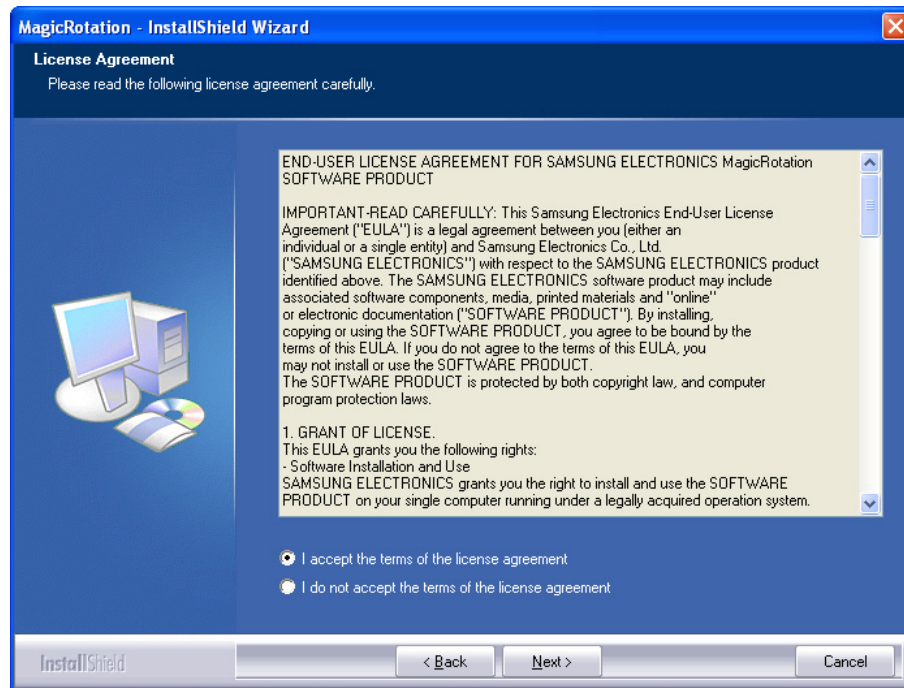 MagicRotation - InstallShield Wizard
License Agreement
Please read the following license agreement carefully.
END-USER LICENSE AGREEMENT FOR SAMSUNG ELECTRONICS MagicRotation
SOFTWARE PRODUCT
IMPORTANT-READ CAREFULLY: This Samsung Electronics End-User License
Agreement ("EULA") is a legal agreement between you (either an
individual or a single entity) and Samsung Electronics Co., Ltd.
("SAMSUNG ELECTRONICS") with respect to the SAMSUNG ELECTRONICS product
identified above. The SAMSUNG ELECTRONICS software product may include
associated software components, media, printed materials and "online"
or electronic documentation ("SOFTWARE PRODUCT"). By installing,
copying or using the SOFTWARE PRODUCT, you agree to be bound by the
terms of this EULA. If you do not agree to the terms of this EULA, you
may not install or use the SOFTWARE PRODUCT.
The SOFTWARE PRODUCT is protected by both copyright law, and computer
program protection laws.
1. GRANT OF LICENSE.
This EULA grants you the following rights:
- Software Installation and Use
SAMSUNG ELECTRONICS grants you the right to install and use the SOFTWARE
PRODUCT on your single computer running under a legally acquired operation system.
I accept the terms of the license agreement
I do not accept the terms of the license agreement
InstallShield
< Back
Next >
Cancel